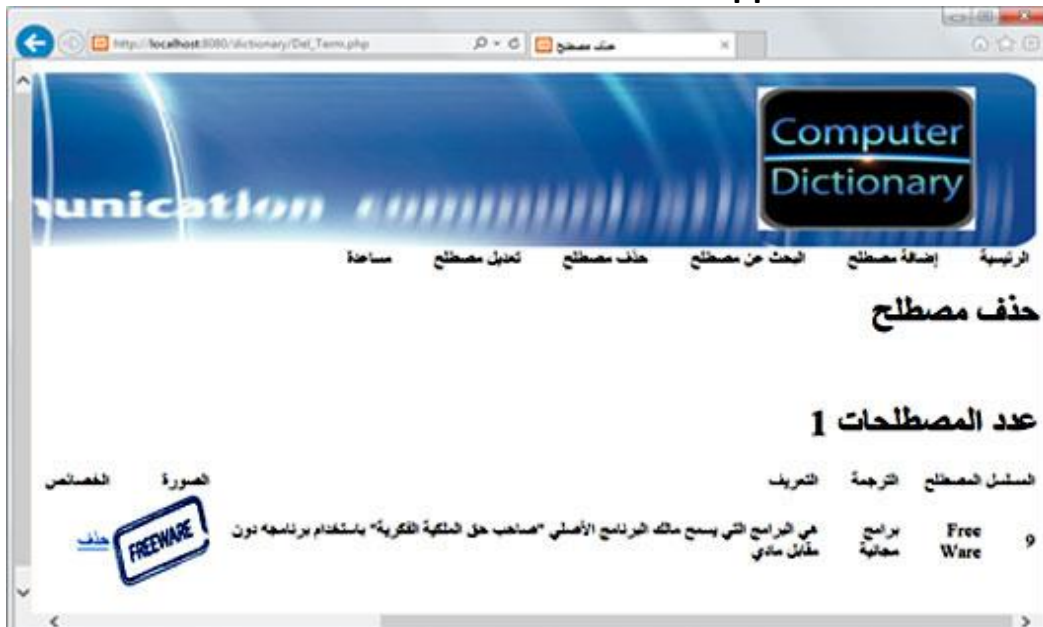 http://localhost:8080/dictionary/Del_Term.php
حذف مصطلح
Computer
Dictionary
munication comm
الرئيسية إضافة مصطلح البحث عن مصطلح حذف مصطلح تعديل مصطلح مساعدة
حذف مصطلح
عدد المصطلحات 1
المسلسل المصطلح الترجمة التعريف الصورة الخصائص
9 Free Ware برامج مجانية هي البرامج التي يسمح مالك البرنامج الأصلي "صاحب حق الملكية الفكرية" باستخدام برنامجه دون
مقابل مادي
FREEWARE حذف